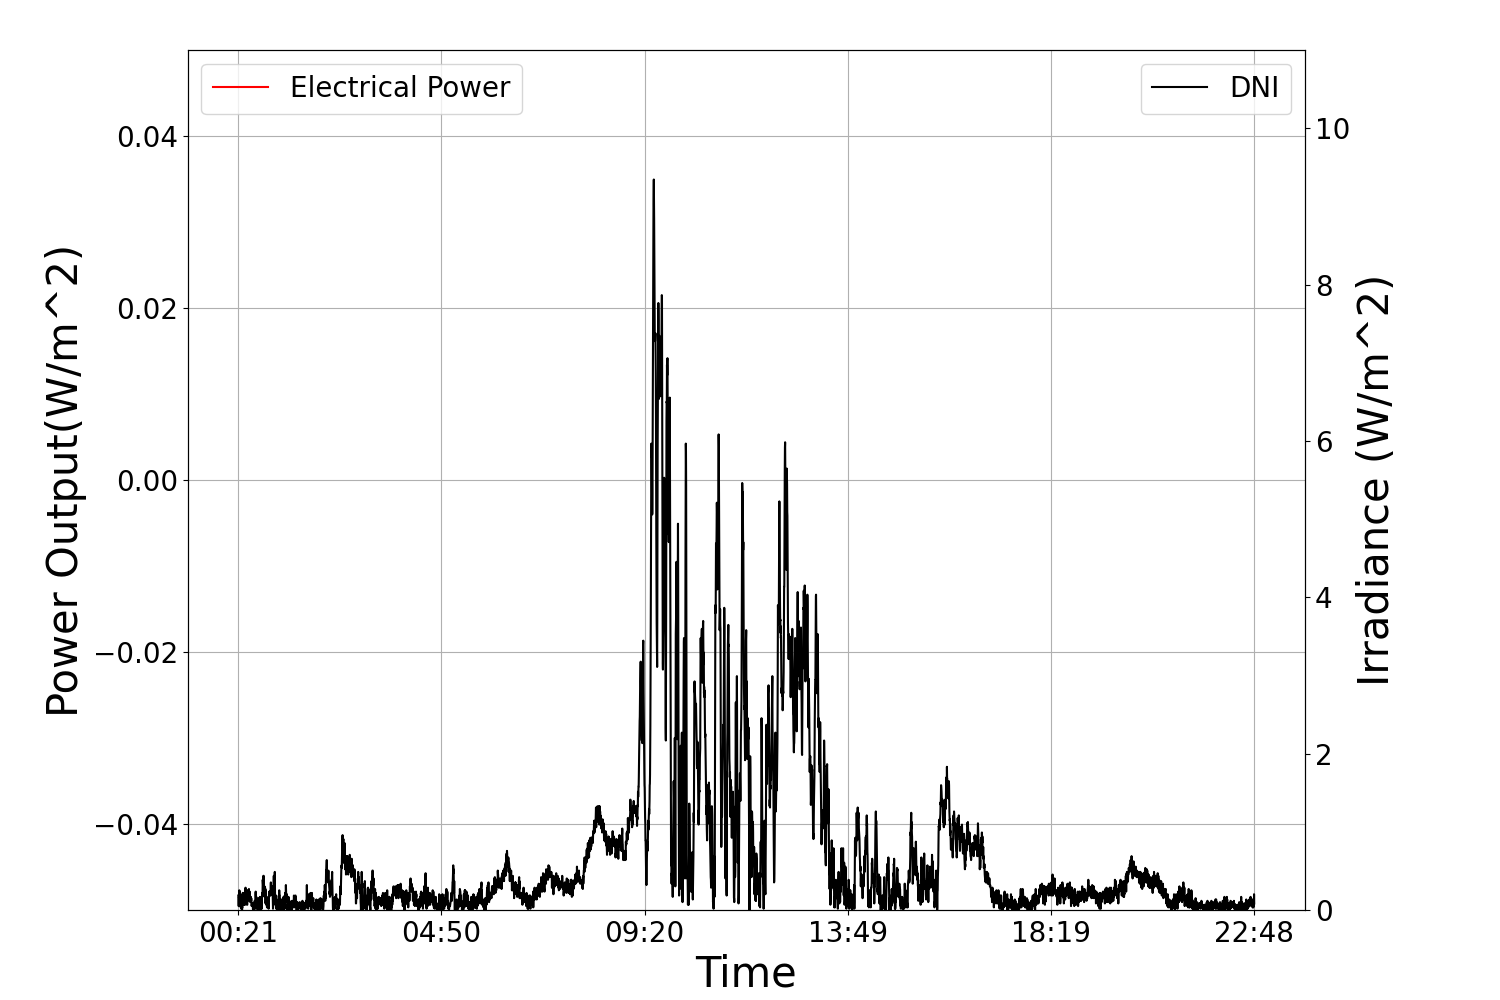 Electrical Power
DNI
0.04
0.02
0.00
−0.02
−0.04
Power Output(W/m^2)
10
8
6
4
2
0
Irradiance (W/m^2)
00:21 04:50 09:20 13:49 18:19 22:48
Time